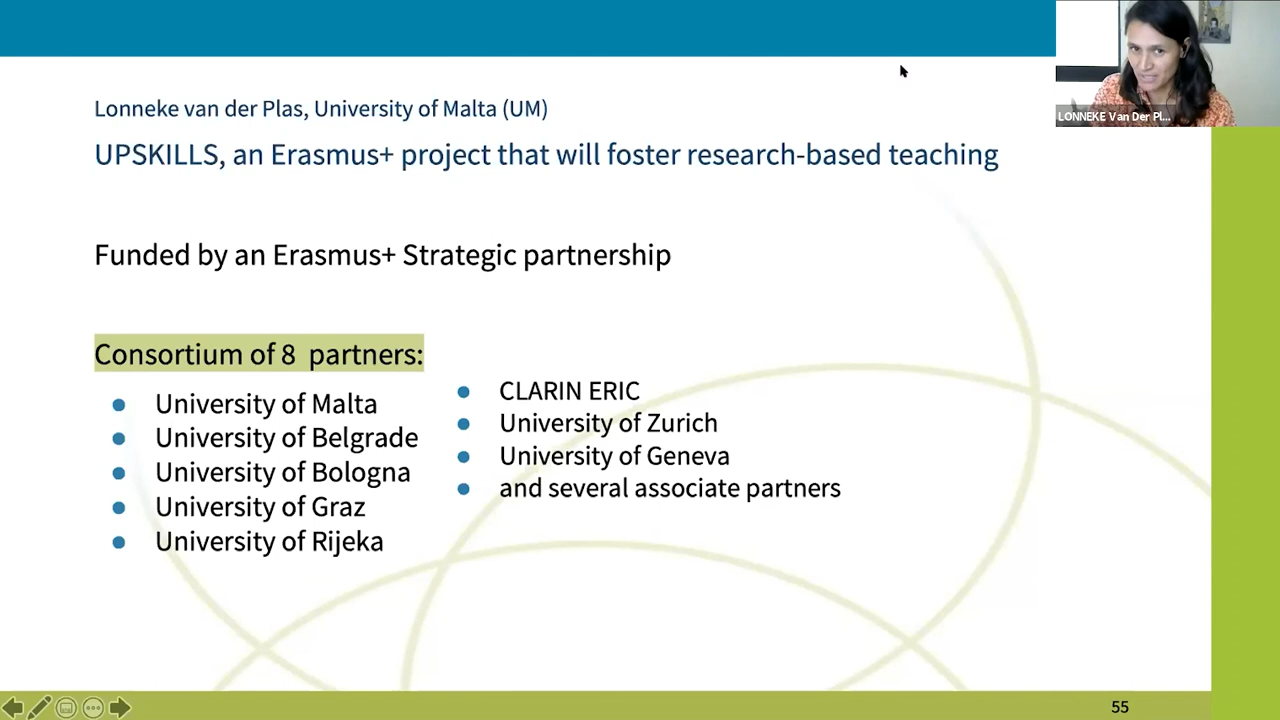 LONNEKE Van Der Pl...
Lonneke van der Plas, University of Malta (UM)
UPSKILLS, an Erasmus+ project that will foster research-based teaching
Funded by an Erasmus+ Strategic partnership
Consortium of 8 partners:
University of Malta
University of Belgrade
University of Bologna
University of Graz
University of Rijeka
CLARIN ERIC
University of Zurich
University of Geneva
and several associate partners
55